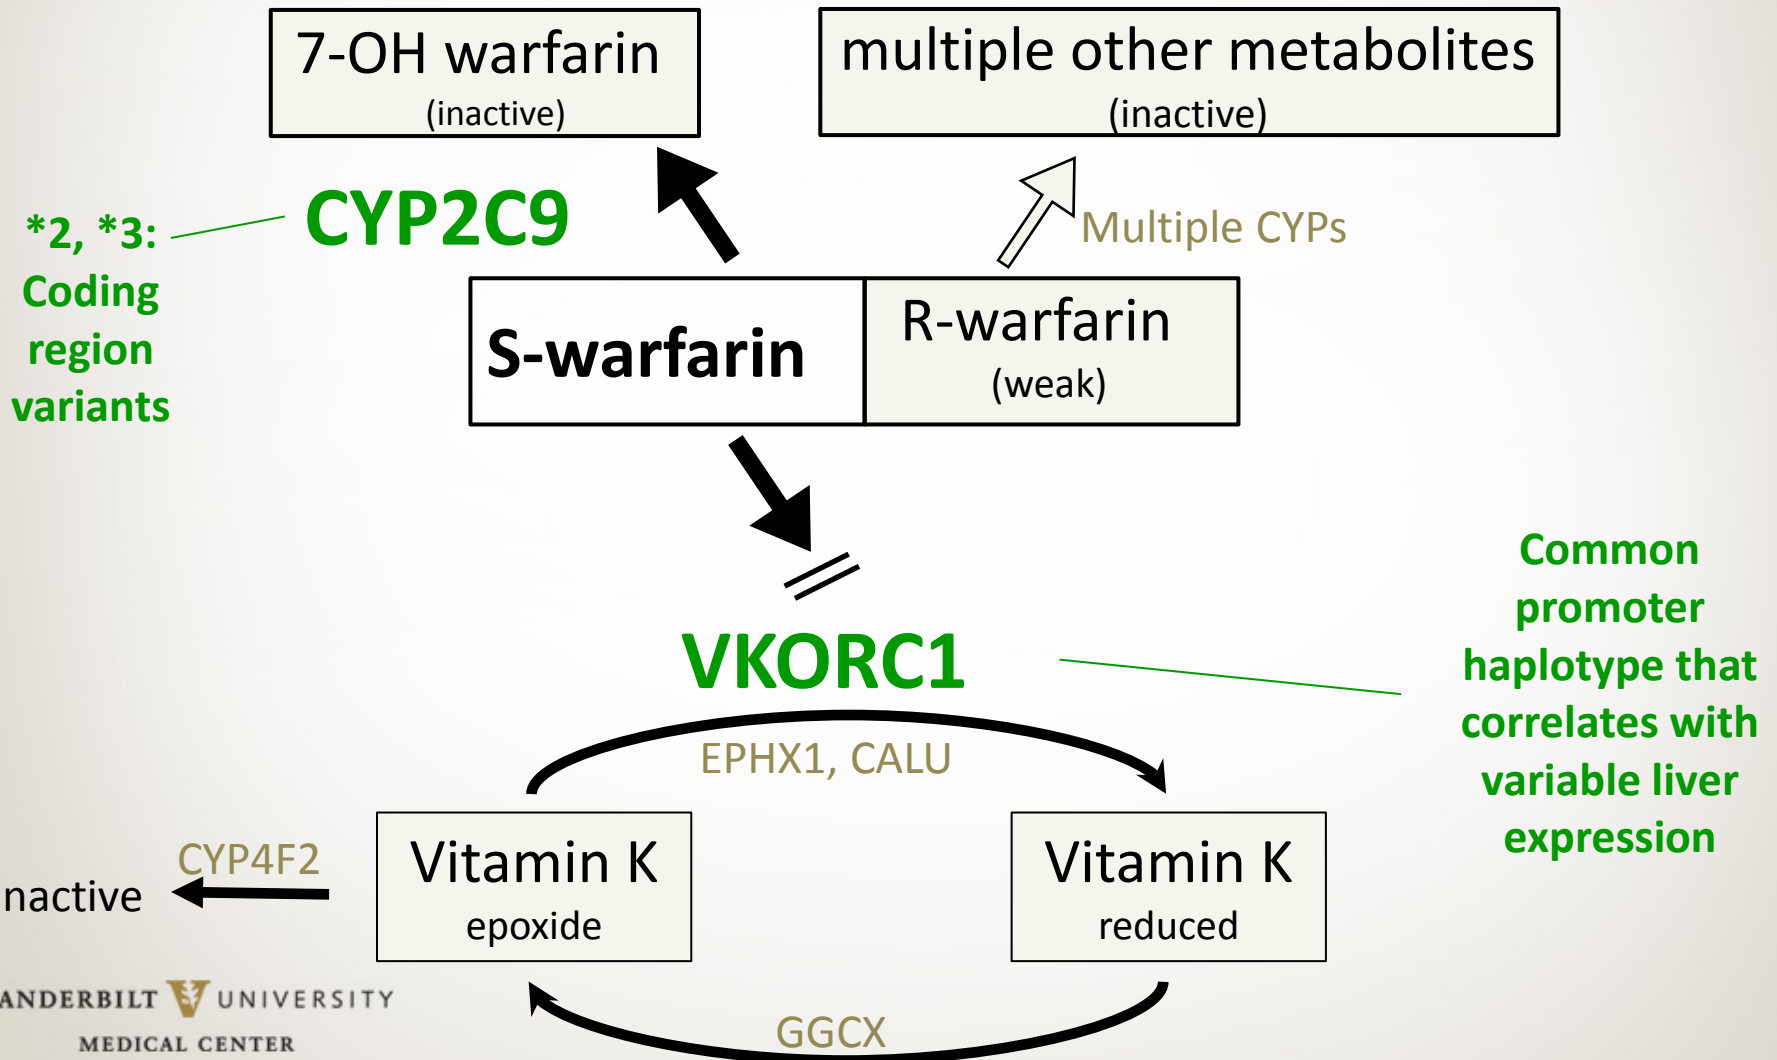 7-OH warfarin
(inactive)
multiple other metabolites
(inactive)
CYP2C9
*2, *3:
Coding
region
variants
Multiple CYPs
S-warfarin
R-warfarin
(weak)
VKORC1
Common
promoter
haplotype that
correlates with
variable liver
expression
EPHX1, CALU
CYP4F2
nactive
Vitamin K
epoxide
Vitamin K
reduced
GGCX
ANDERBILT UNIVERSITY
MEDICAL CENTER